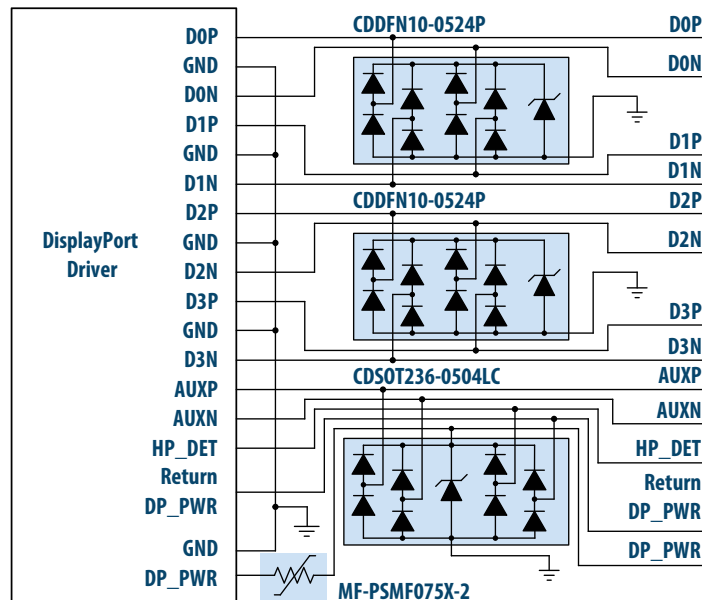 CDDFN10-0524P
D0P
D0P
GND
D0N
D0N
D1P
GND
D1P
D1N
D1N
CDDFN10-0524P
D2P
D2P
DisplayPort
Driver
GND
D2N
D2N
D3P
GND
D3P
D3N
D3N
CDSOT236-0504LC
AUXP
AUXP
AUXN
AUXN
HP_DET
HP_DET
Return
DP_PWR
Return
DP_PWR
GND
DP_PWR
DP_PWR
MF-PSMF075X-2